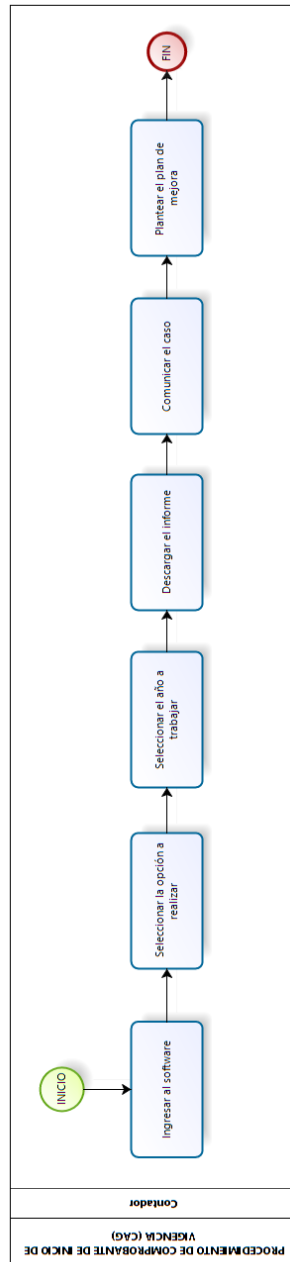 PROCEDIMIENTO DE COMPROBANTE DE INICIO DE
VIGENCIA (CAG)
Contador
INICIO
Ingresar al software
Seleccionar la opción a
realizar
Seleccionar el año a
trabajar
Descargar el informe
Comunicar el caso
Plantear el plan de
mejora
FIN